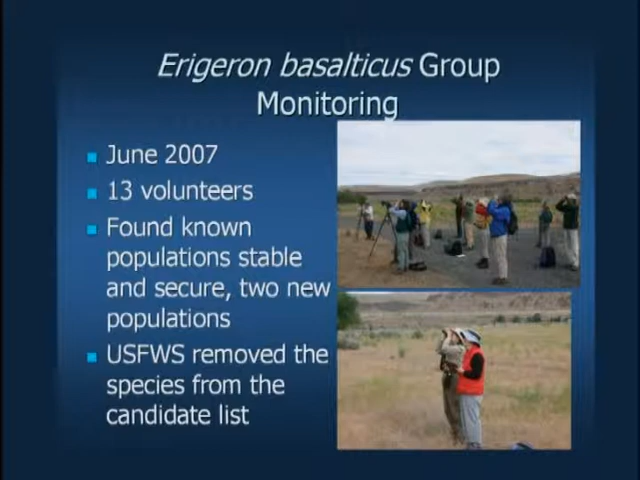 Erigeron basalticus Group
Monitoring
June 2007
13 volunteers
Found known
populations stable
and secure, two new
populations
USFWS removed the
species from the
candidate list